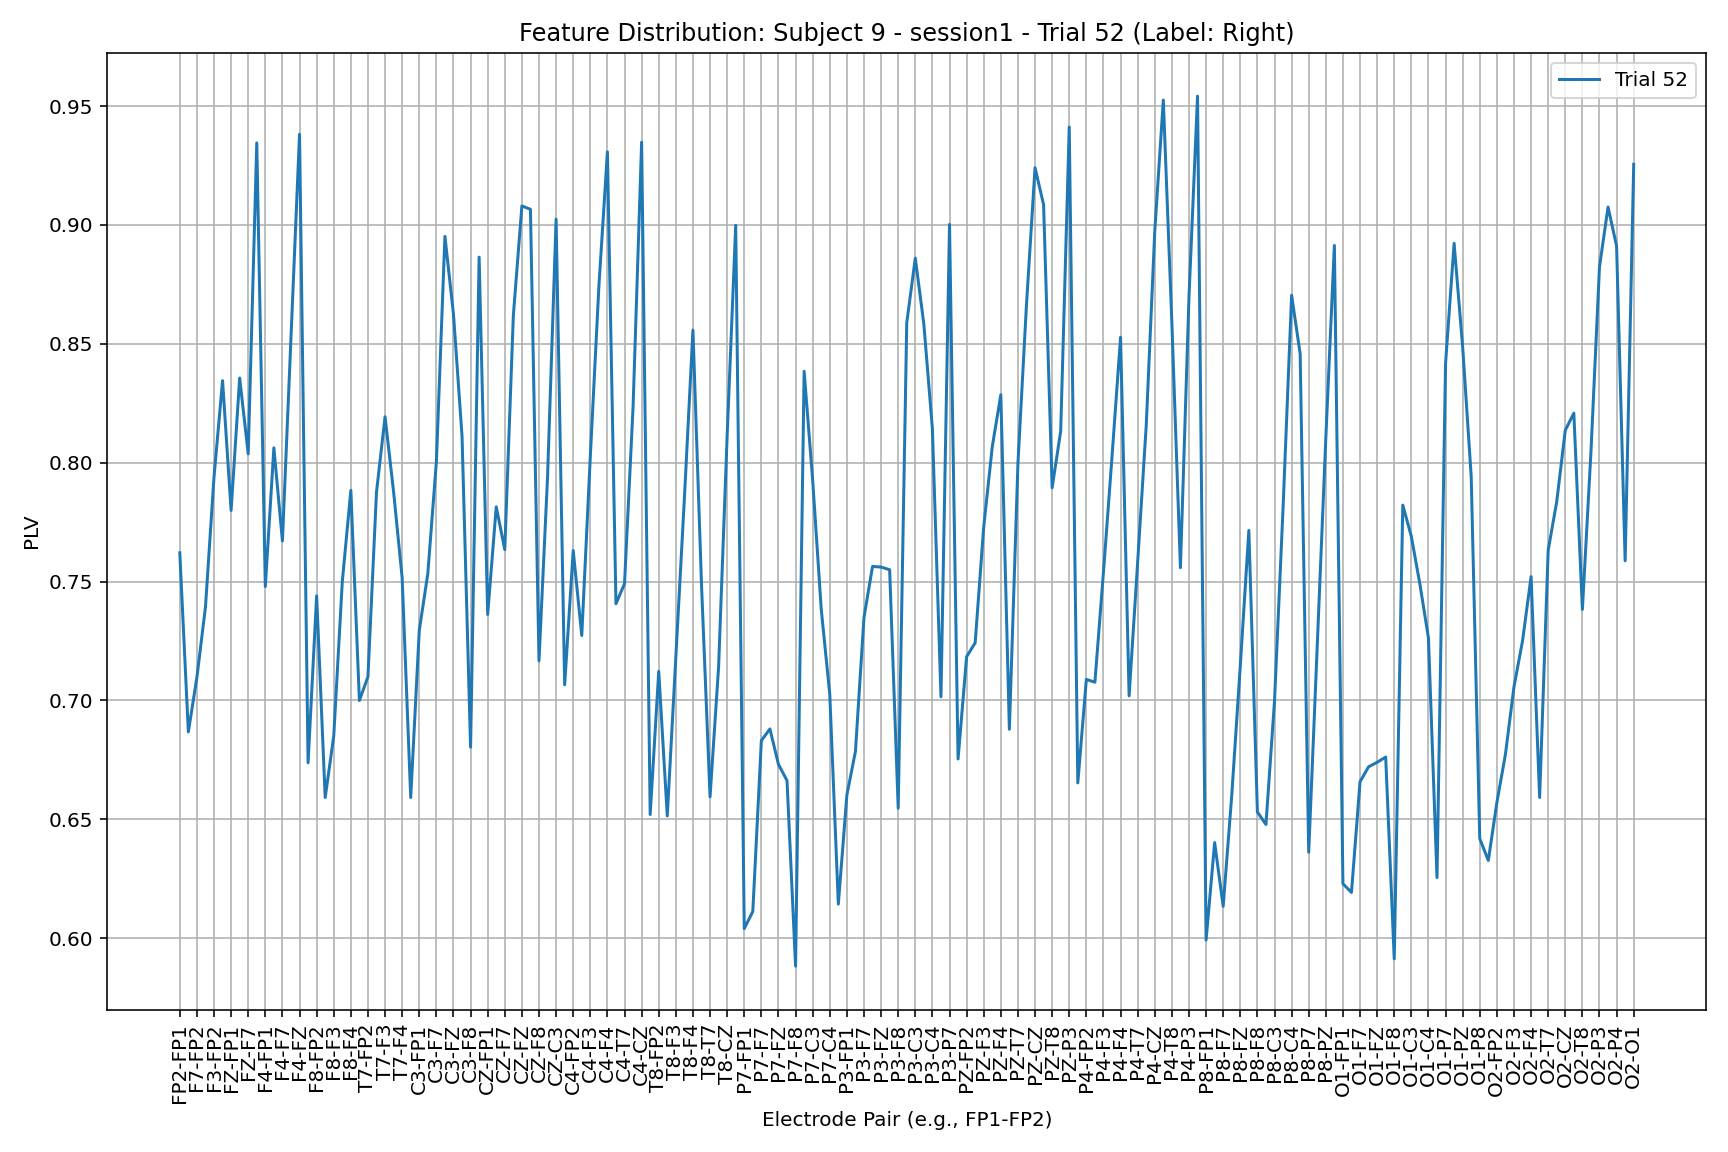 Feature Distribution: Subject 9 - session1 - Trial 52 (Label: Right)
Trial 52
PLV
0.95
0.90
0.85
0.80
0.75
0.70
0.65
0.60
FP2-FP1
F7-FP2
F3-FP2
FZ-FP1
FZ-F7
F4-FP1
F4-F7
F4-FZ
F8-FP2
F8-F3
F8-F4
T7-FP2
T7-F3
T7-F4
C3-FP1
C3-F7
C3-FZ
C3-F8
CZ-FP1
CZ-F7
CZ-FZ
CZ-F8
CZ-C3
C4-FP2
C4-F3
C4-F4
C4-T7
C4-CZ
T8-FP2
T8-F3
T8-F4
T8-T7
T8-CZ
P7-FP1
P7-F7
P7-FZ
P7-F8
P7-C3
P7-C4
P3-FP1
P3-F7
P3-FZ
P3-F8
P3-C3
P3-C4
P3-P7
PZ-FP2
PZ-F3
PZ-F4
PZ-T7
PZ-CZ
PZ-T8
PZ-P3
P4-FP2
P4-F3
P4-F4
P4-T7
P4-CZ
P4-T8
P4-P3
P8-FP1
P8-F7
P8-FZ
P8-F8
P8-C3
P8-C4
P8-P7
P8-PZ
O1-FP1
O1-F7
O1-FZ
O1-F8
O1-C3
O1-C4
O1-P7
O1-PZ
O1-P8
O2-FP2
O2-F3
O2-F4
O2-T7
O2-CZ
O2-T8
O2-P3
O2-P4
O2-O1
Electrode Pair (e.g., FP1-FP2)